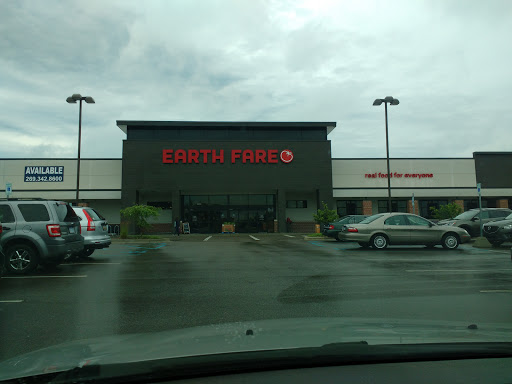 AVAILABLE
269.342.8600
EARTH FARE
real food for everyone